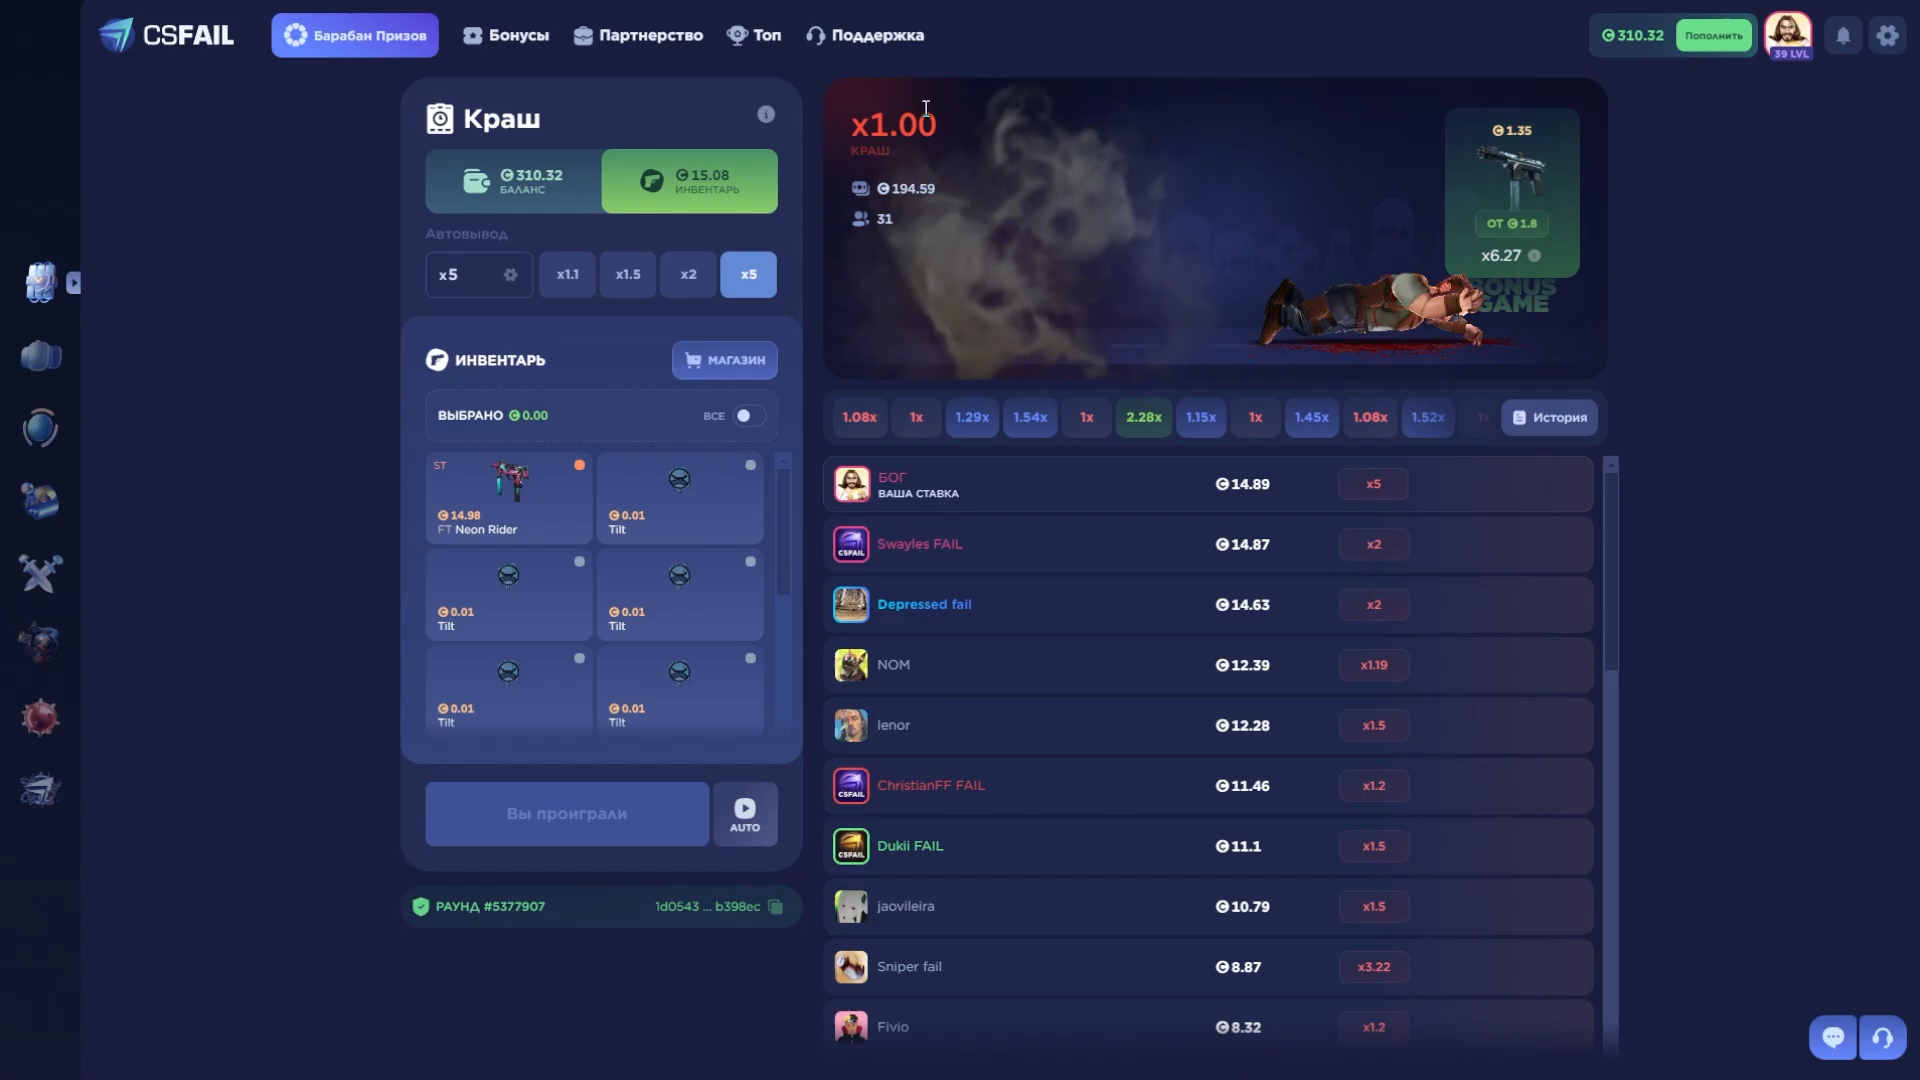 CSFAIL
Барабан Призов
Бонусы
Партнерство
Топ
Поддержка
310.32
Пополнить
39 LVL
Краш
310.32
БАЛАНС
15.08
ИНВЕНТАРЬ
Автовывод
x5
x1.1
x1.5
x2
x5
ИНВЕНТАРЬ
МАГАЗИН
ВЫБРАНО 0.00
ВСЕ
ST
14.98
FT Neon Rider
0.01
Tilt
0.01
Tilt
0.01
Tilt
0.01
Tilt
0.01
Tilt
Вы проиграли
AUTO
РАУНД #5377907
1d0543 ... b398ec
x1.00
КРАШ
194.59
31
1.35
ОТ 1.8
x6.27
BONUS
GAME
1.08x
1x
1.29x
1.54x
1x
2.28x
1.15x
1x
1.45x
1.08x
1.52x
1x
История
БОГ
ВАША СТАВКА
14.89
x5
Swayles FAIL
14.87
x2
Depressed fail
14.63
x2
NOM
12.39
x1.19
lenor
12.28
x1.5
CSFAIL
ChristianFF FAIL
11.46
x1.2
CSFAIL
Dukii FAIL
11.1
x1.5
jaovileira
10.79
x1.5
Sniper fail
8.87
x3.22
Fivio
8.32
x1.2